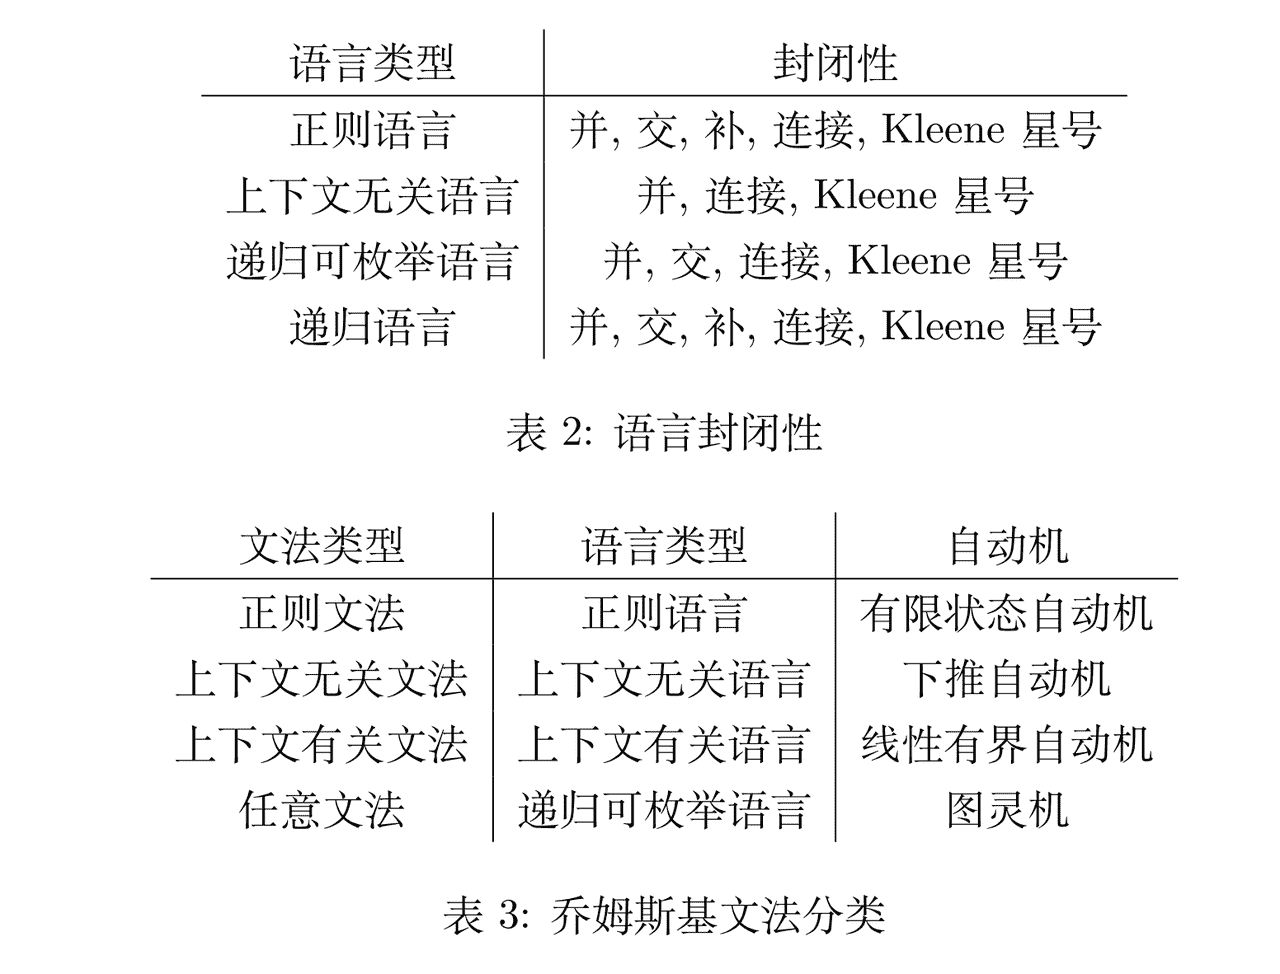 语言类型 封闭性
正则语言 并, 交, 补, 连接, Kleene 星号
上下文无关语言 并, 连接, Kleene 星号
递归可枚举语言 并, 交, 连接, Kleene 星号
递归语言 并, 交, 补, 连接, Kleene 星号
表 2: 语言封闭性
文法类型 语言类型 自动机
正则文法 正则语言 有限状态自动机
上下文无关文法 上下文无关语言 下推自动机
上下文有关文法 上下文有关语言 线性有界自动机
任意文法 递归可枚举语言 图灵机
表 3: 乔姆斯基文法分类